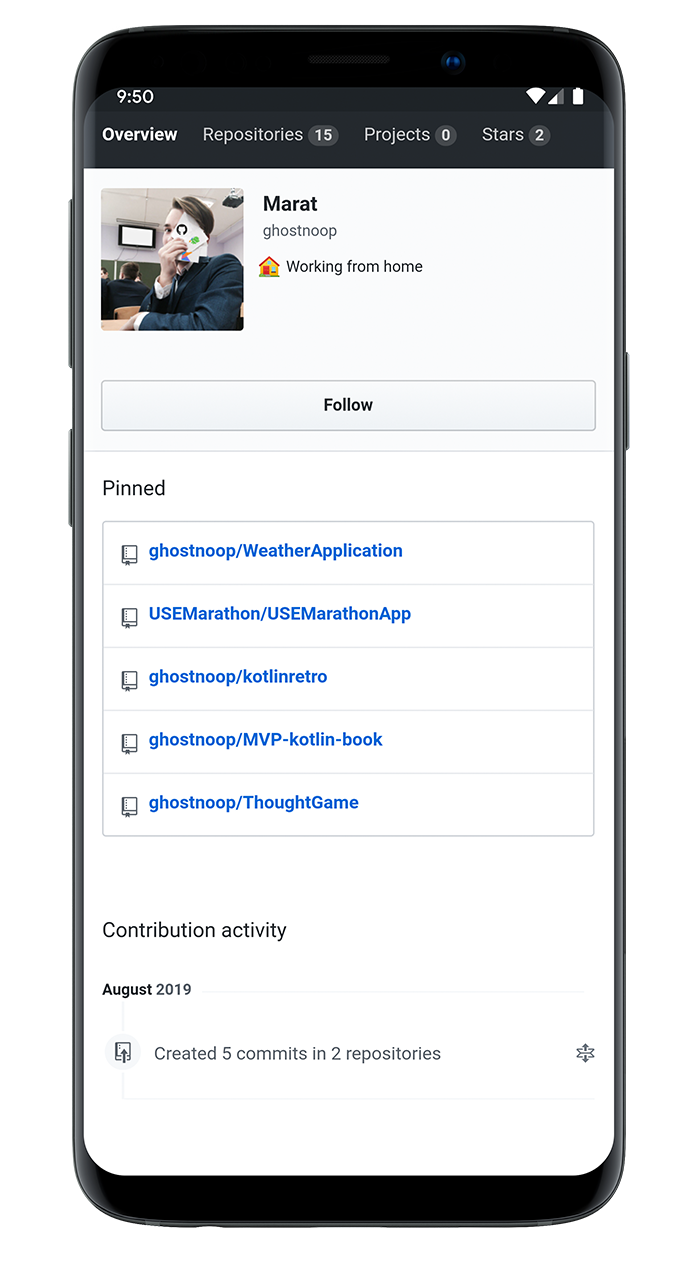 9:50
Overview Repositories 15 Projects 0 Stars 2
Marat
ghostnoop
Working from home
Follow
Pinned
ghostnoop/WeatherApplication
USEMarathon/USEMarathonApp
ghostnoop/kotlinretro
ghostnoop/MVP-kotlin-book
ghostnoop/ThoughtGame
Contribution activity
August 2019
Created 5 commits in 2 repositories